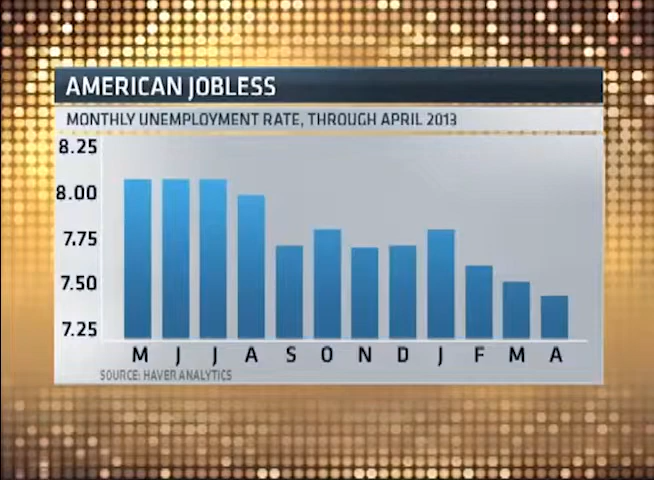 AMERICAN JOBLESS
MONTHLY UNEMPLOYMENT RATE, THROUGH APRIL 2013
8.25
8.00
7.75
7.50
7.25
M J J A S O N D J F M A
SOURCE: HAVER ANALYTICS